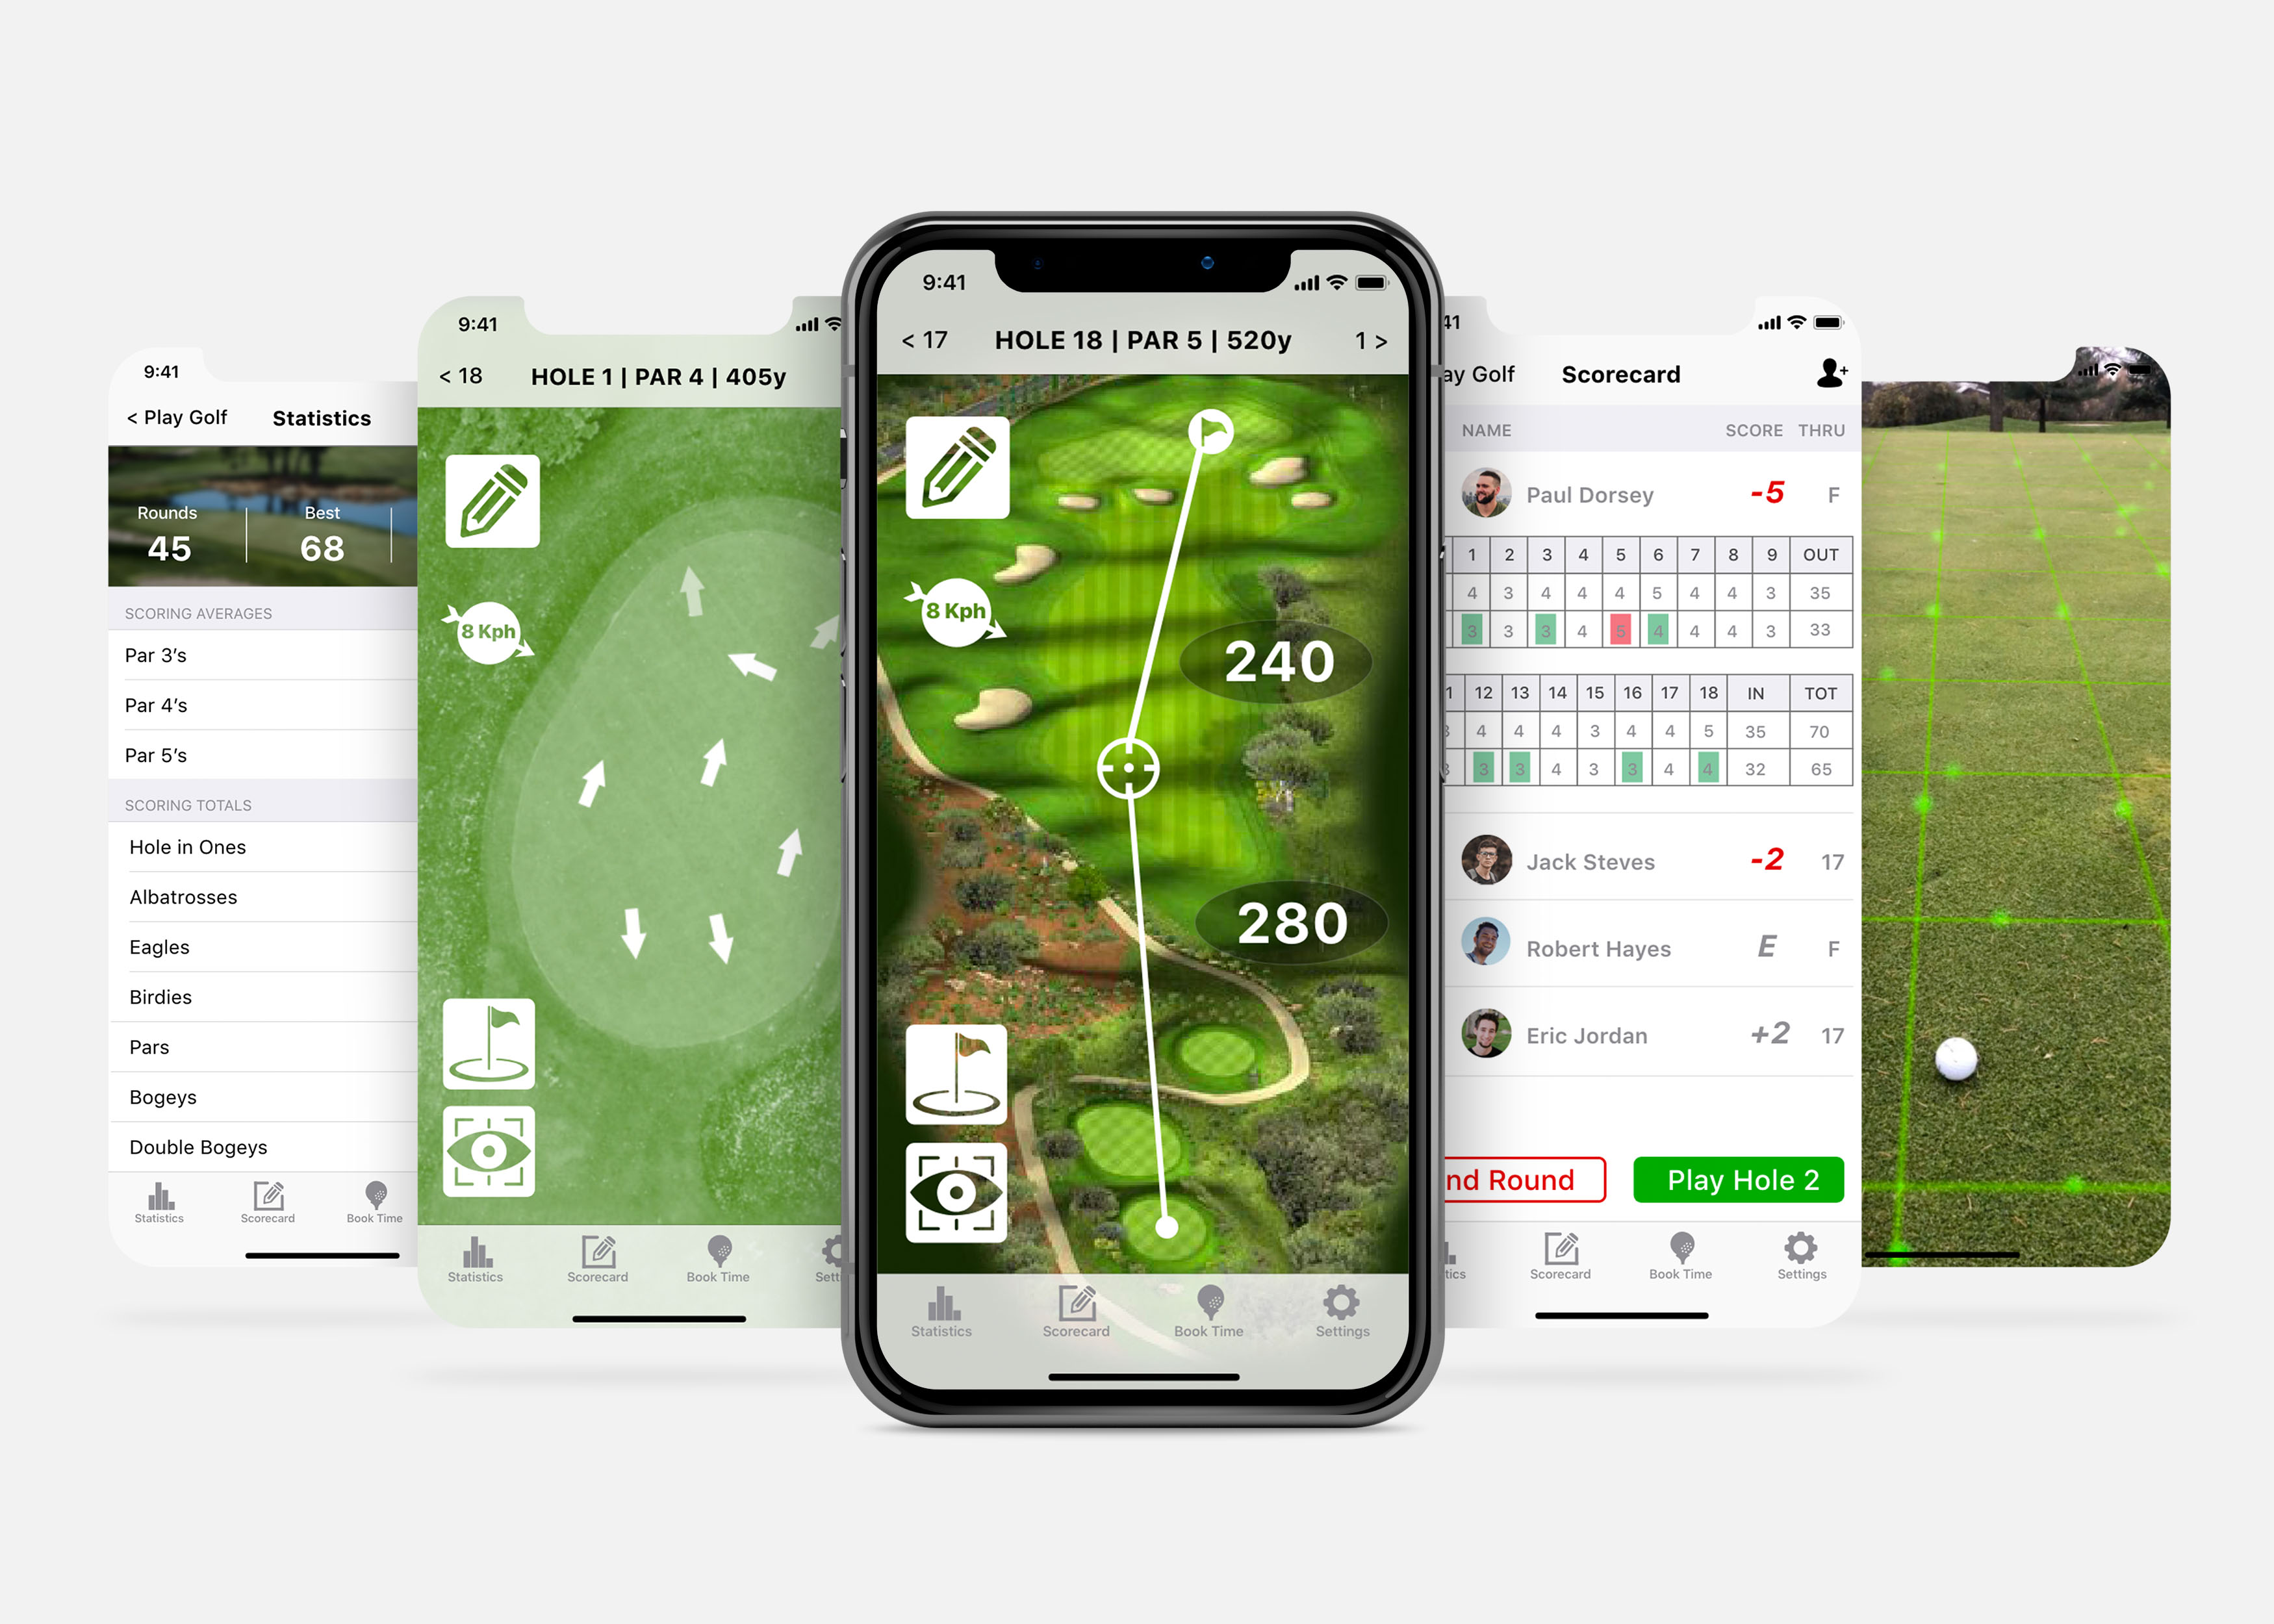 9:41
< Play Golf Statistics
Rounds Best
45 68
SCORING AVERAGES
Par 3's
Par 4's
Par 5's
SCORING TOTALS
Hole in Ones
Albatrosses
Eagles
Birdies
Pars
Bogeys
Double Bogeys
Statistics Scorecard Book Time
9:41
< 18 HOLE 1 | PAR 4 | 405y
8 Kph
Statistics Scorecard Book Time Sett
9:41
< 17 HOLE 18 | PAR 5 | 520y 1 >
8 Kph
240
280
Statistics Scorecard Book Time Settings
41
ay Golf Scorecard
NAME SCORE THRU
Paul Dorsey -5 F
1 2 3 4 5 6 7 8 9 OUT
4 3 4 4 4 5 4 4 3 35
3 3 3 4 5 4 4 4 3 33
1 12 13 14 15 16 17 18 IN TOT
3 4 4 4 3 4 4 5 35 70
3 3 3 4 3 3 4 4 32 65
Jack Steves -2 17
Robert Hayes E F
Eric Jordan +2 17
nd Round Play Hole 2
tics Scorecard Book Time Settings